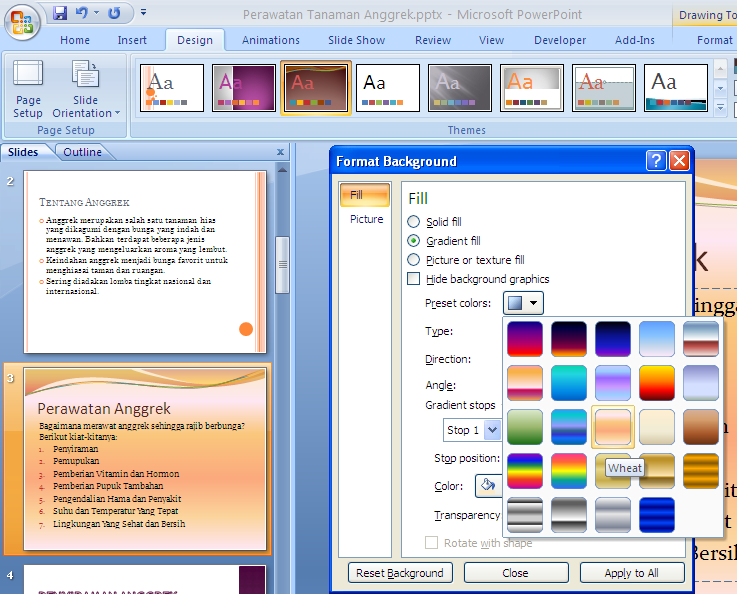 Perawatan Tanaman Anggrek.pptx - Microsoft PowerPoint
Drawing To
Home Insert Design Animations Slide Show Review View Developer Add-Ins Format
Aa Aa Aa Aa Aa Aa Aa Aa
Page Setup
Slide Orientation
Page Setup
Themes
Slides Outline x
2
TENTANG ANGGREK
Anggrek merupakan salah satu tanaman hias
yang dikagumi dengan bunga yang indah dan
menawan. Bahkan terdapat beberapa jenis
anggrek yang mengeluarkan aroma yang lembut.
Keindahan anggrek menjadi bunga favorit untuk
menghiasai taman dan ruangan.
Sering diadakan lomba tingkat nasional dan
internasional.
3
Perawatan Anggrek
Bagaimana merawat anggrek sehingga rajib berbunga?
Berikut kiat-kitanya:
1. Penyiraman
2. Pemupukan
3. Pemberian Vitamin dan Hormon
4. Pemberian Pupuk Tambahan
5. Pengendalian Hama dan Penyakit
6. Suhu dan Temperatur Yang Tepat
7. Lingkungan Yang Sehat dan Bersih
4
Format Background
?
Fill
Picture
Fill
Solid fill
Gradient fill
Picture or texture fill
Hide background graphics
Preset colors:
Type:
Direction:
Angle:
Gradient stops
Stop 1
Stop position:
Color:
Transparency
Rotate with shape
Wheat
Reset Background Close Apply to All
k
ingga
n
it
t
Bersih